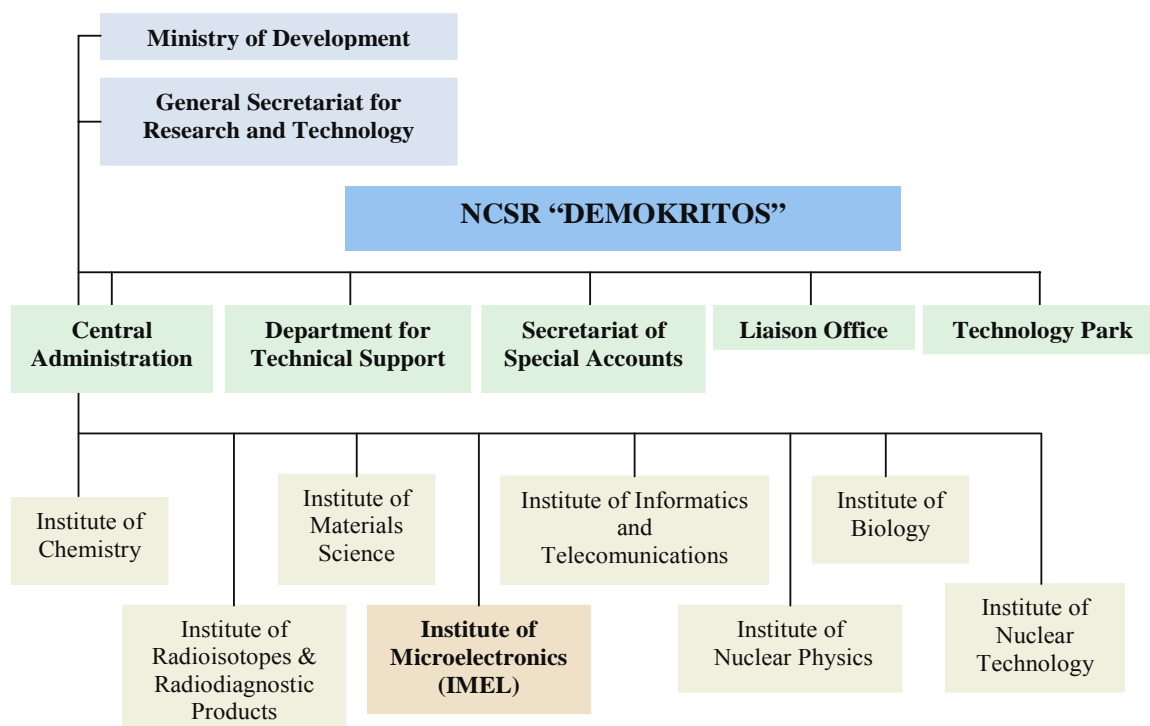 Ministry of Development
General Secretariat for
Research and Technology
NCSR “DEMOKRITOS”
Central
Administration
Department for
Technical Support
Secretariat of
Special Accounts
Liaison Office
Technology Park
Institute of
Chemistry
Institute of
Materials
Science
Institute of Informatics
and
Telecommunications
Institute of
Biology
Institute of
Radioisotopes &
Radiodiagnostic
Products
Institute of
Microelectronics
(IMEL)
Institute of
Nuclear Physics
Institute of
Nuclear
Technology